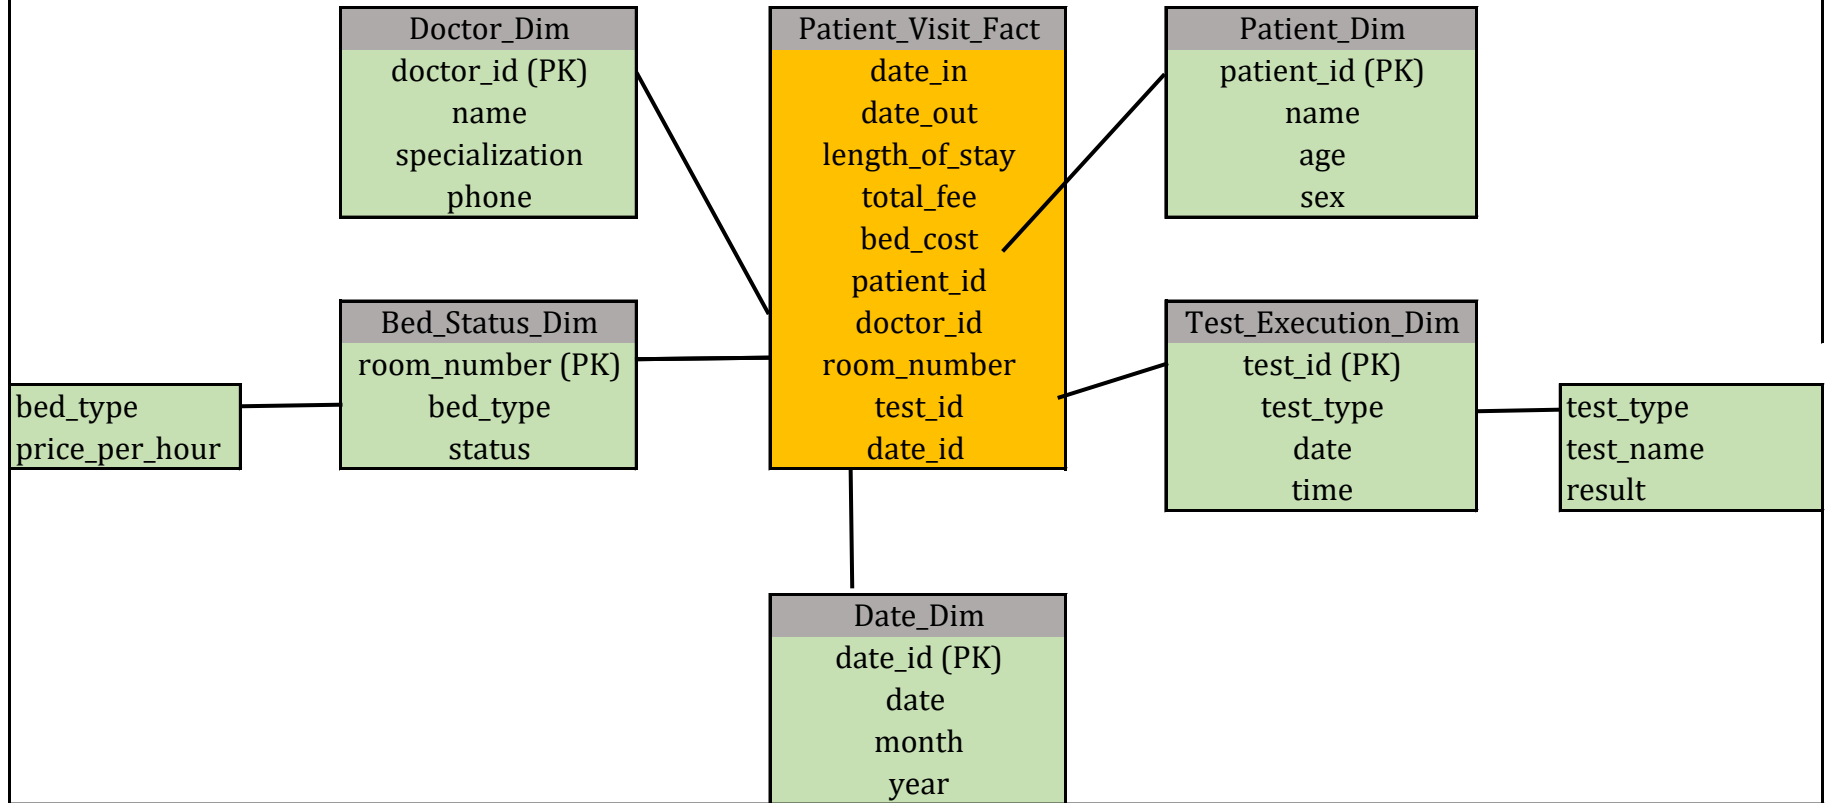 Doctor_Dim
doctor_id (PK)
name
specialization
phone
Patient_Visit_Fact
date_in
date_out
length_of_stay
total_fee
bed_cost
patient_id
doctor_id
room_number
test_id
date_id
Patient_Dim
patient_id (PK)
name
age
sex
bed_type
price_per_hour
Bed_Status_Dim
room_number (PK)
bed_type
status
Test_Execution_Dim
test_id (PK)
test_type
date
time
test_type
test_name
result
Date_Dim
date_id (PK)
date
month
year